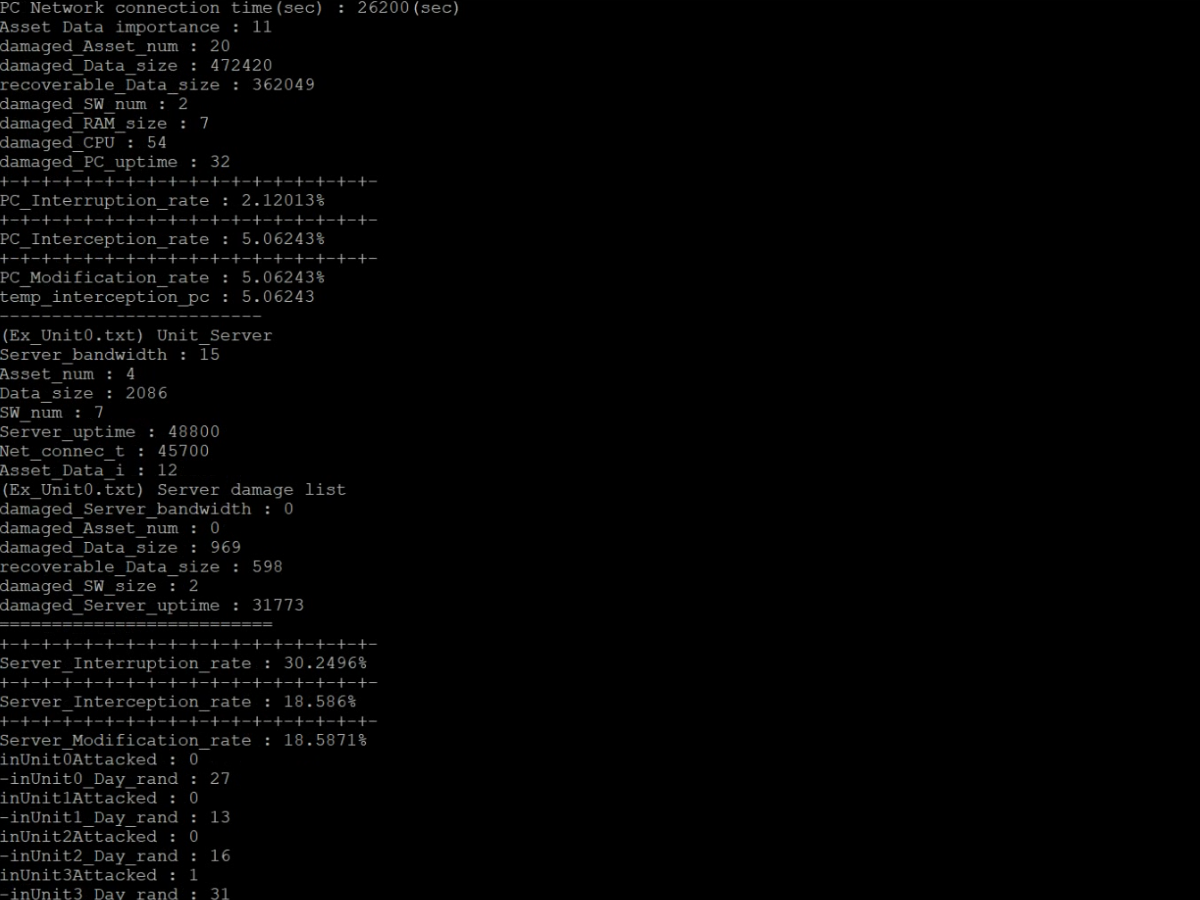 PC Network connection time(sec) : 26200(sec)
Asset Data importance : 11
damaged_Asset_num : 20
damaged_Data_size : 472420
recoverable_Data_size : 362049
damaged_SW_num : 2
damaged_RAM_size : 7
damaged_CPU : 54
damaged_PC_uptime : 32
+-+-+-+-+-+-+-+-+-+-+-+-+-+-+-+-+-+-
PC_Interruption_rate : 2.12013%
+-+-+-+-+-+-+-+-+-+-+-+-+-+-+-+-+-+-
PC_Interception_rate : 5.06243%
+-+-+-+-+-+-+-+-+-+-+-+-+-+-+-+-+-+-
PC_Modification_rate : 5.06243%
temp_interception_pc : 5.06243
-------------------------
(Ex_Unit0.txt) Unit_Server
Server_bandwidth : 15
Asset_num : 4
Data_size : 2086
SW_num : 7
Server_uptime : 48800
Net_connec_t : 45700
Asset_Data_i : 12
(Ex_Unit0.txt) Server damage list
damaged_Server_bandwidth : 0
damaged_Asset_num : 0
damaged_Data_size : 969
recoverable_Data_size : 598
damaged_SW_size : 2
damaged_Server_uptime : 31773
==========================
+-+-+-+-+-+-+-+-+-+-+-+-+-+-+-+-+-+-
Server_Interruption_rate : 30.2496%
+-+-+-+-+-+-+-+-+-+-+-+-+-+-+-+-+-+-
Server_Interception_rate : 18.586%
+-+-+-+-+-+-+-+-+-+-+-+-+-+-+-+-+-+-
Server_Modification_rate : 18.5871%
inUnit0Attacked : 0
-inUnit0_Day_rand : 27
inUnit1Attacked : 0
-inUnit1_Day_rand : 13
inUnit2Attacked : 0
-inUnit2_Day_rand : 16
inUnit3Attacked : 1
-inUnit3_Day_rand : 31